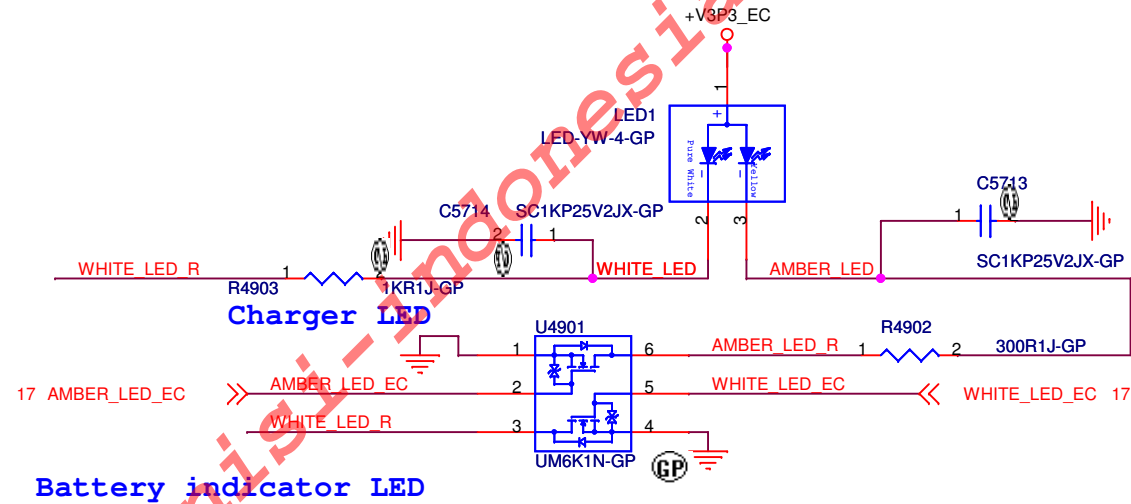 +V3P3_EC
1
LED1
+
LED-YW-4-GP
Pure White
Yellow
2
3
C5714
SC1KP25V2JX-GP
2
1
C5713
1
SC1KP25V2JX-GP
WHITE_LED_R
1
R4903
1KR1J-GP
WHITE_LED
AMBER_LED
Charger LED
U4901
R4902
1
6
AMBER_LED_R
1
2
300R1J-GP
17 AMBER_LED_EC
AMBER_LED_EC
2
5
WHITE_LED_EC
WHITE_LED_EC 17
WHITE_LED_R
3
4
UM6K1N-GP
GP
Battery indicator LED
nisi-indonesia